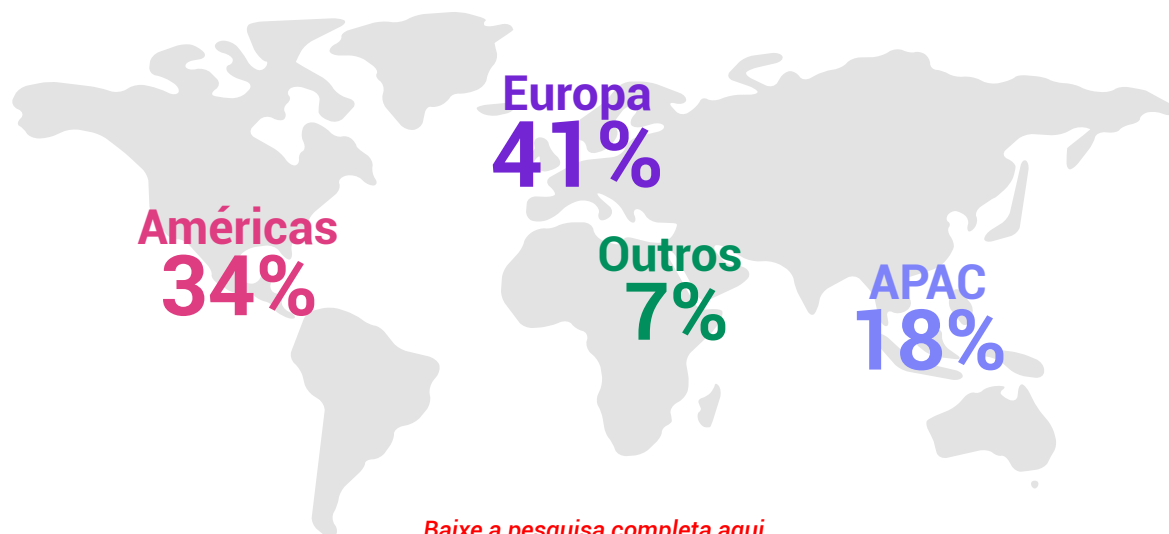 Europa
41%
Américas
34%
Outros
7%
APAC
18%
Baixe a pesquisa completa aqui